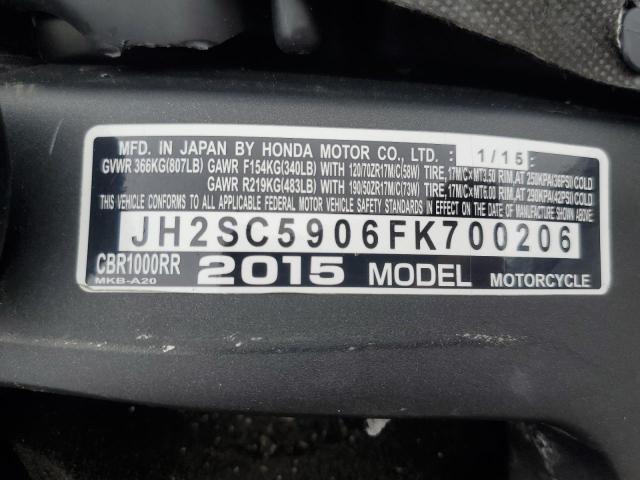 MFD. IN JAPAN BY HONDA MOTOR CO., LTD. : 1/15 :
GVWR 366KG(807LB) GAWR F154KG(340LB) WITH 120/70ZR17M/C(58W) TIRE, 17M/C×MT3.50 RIM, AT 250KPA(36PSI) COLD
GAWR R219KG(483LB) WITH 190/50ZR17M/C(73W) TIRE, 17M/C×MT6.00 RIM, AT 290KPA(42PSI) COLD
THIS VEHICLE CONFORMS TO ALL APPLICABLE FEDERAL MOTOR VEHICLE SAFETY STANDARDS IN EFFECT ON THE DATE OF MANUFACTURE SHOWN ABOVE.
JH2SC5906FK700206
CBR1000RR 2015 MODEL MOTORCYCLE
MKB-A20